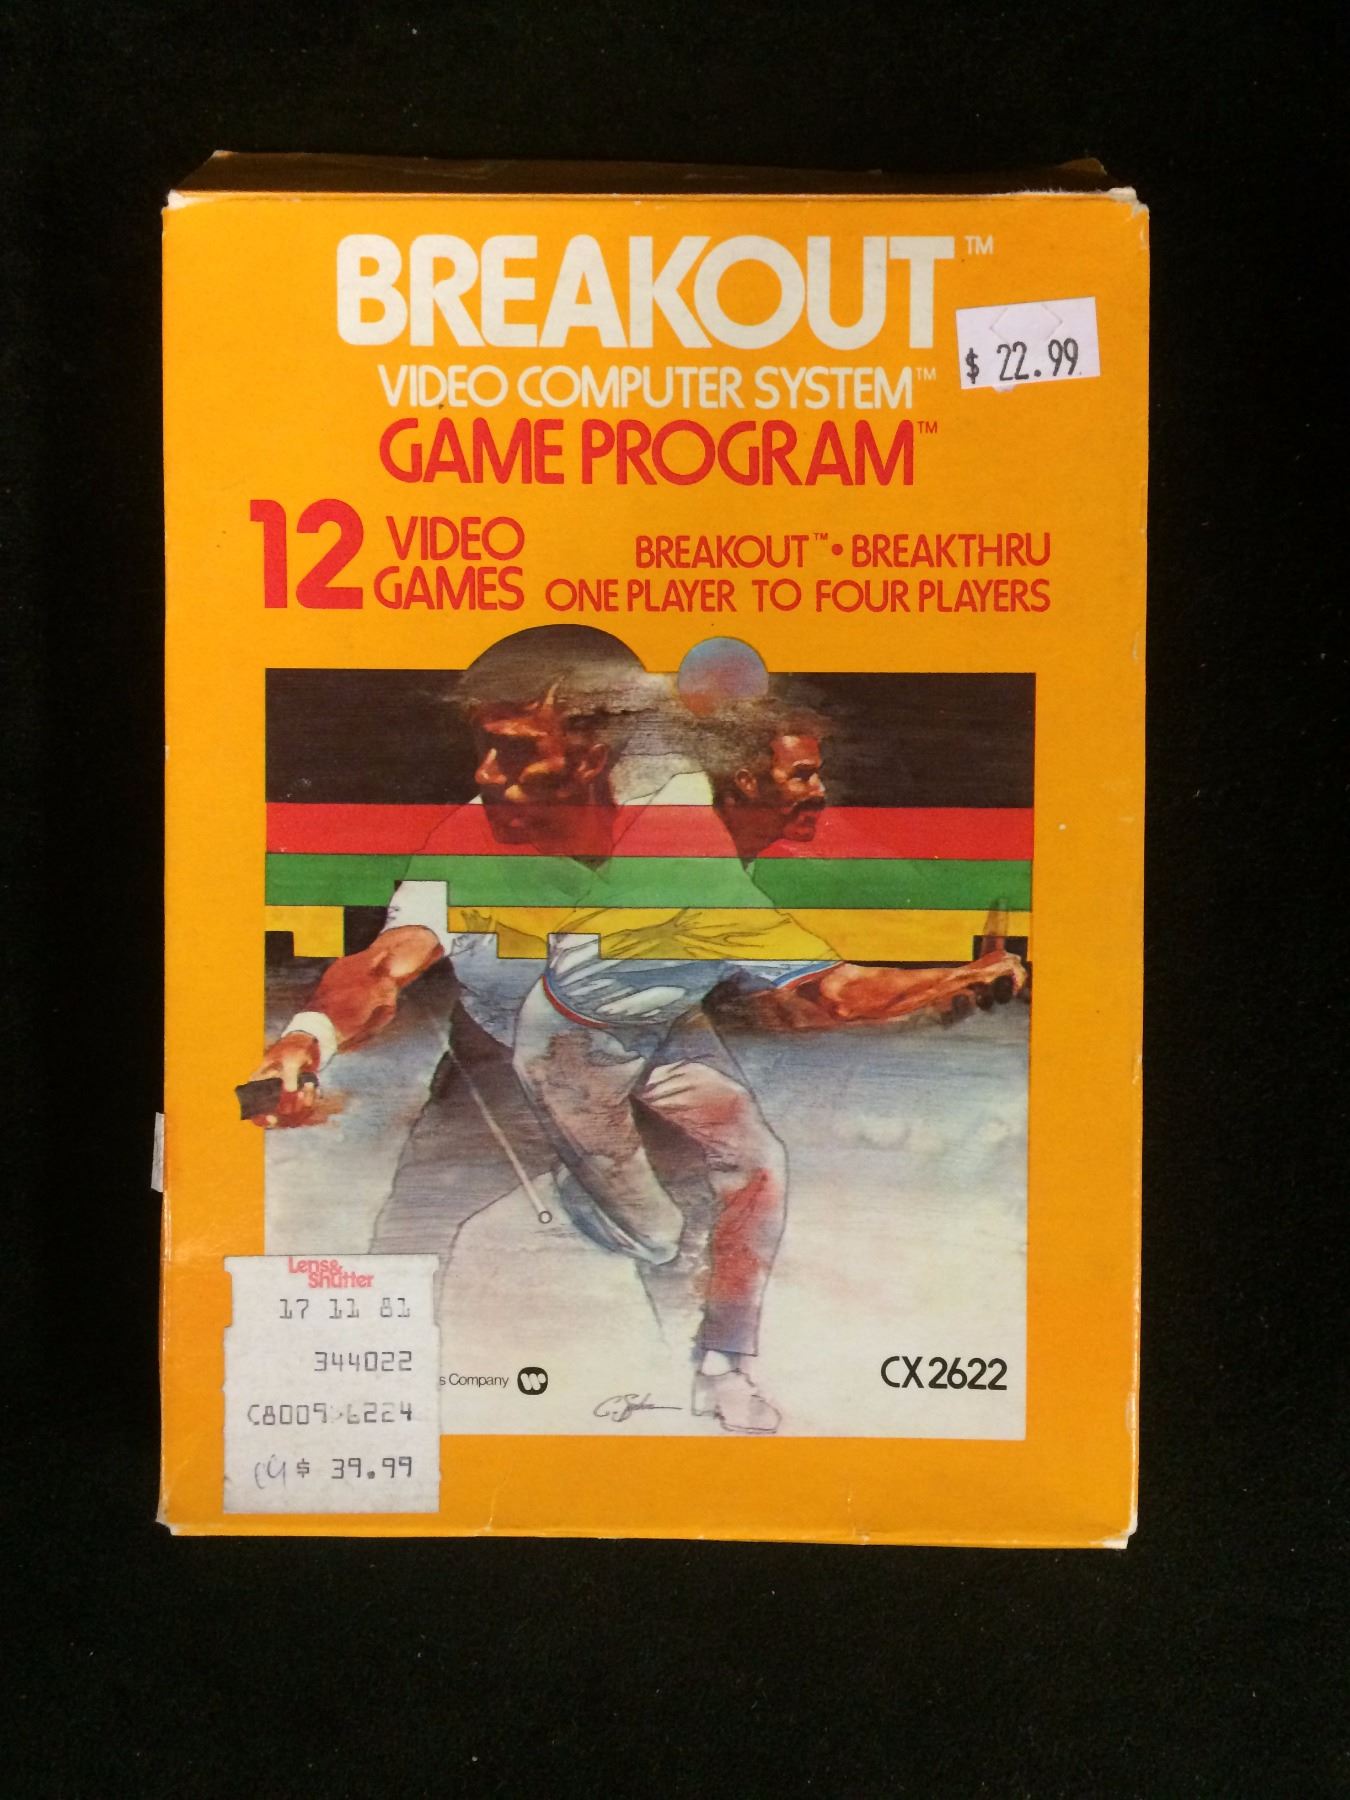 BREAKOUT™
$ 22.99
VIDEO COMPUTER SYSTEM™
GAME PROGRAM™
12 VIDEO GAMES
BREAKOUT™ • BREAKTHRU
ONE PLAYER TO FOUR PLAYERS
Lens& Shutter
17 11 81
344022
C8009 6224
$ 39.99
s Company
CX2622